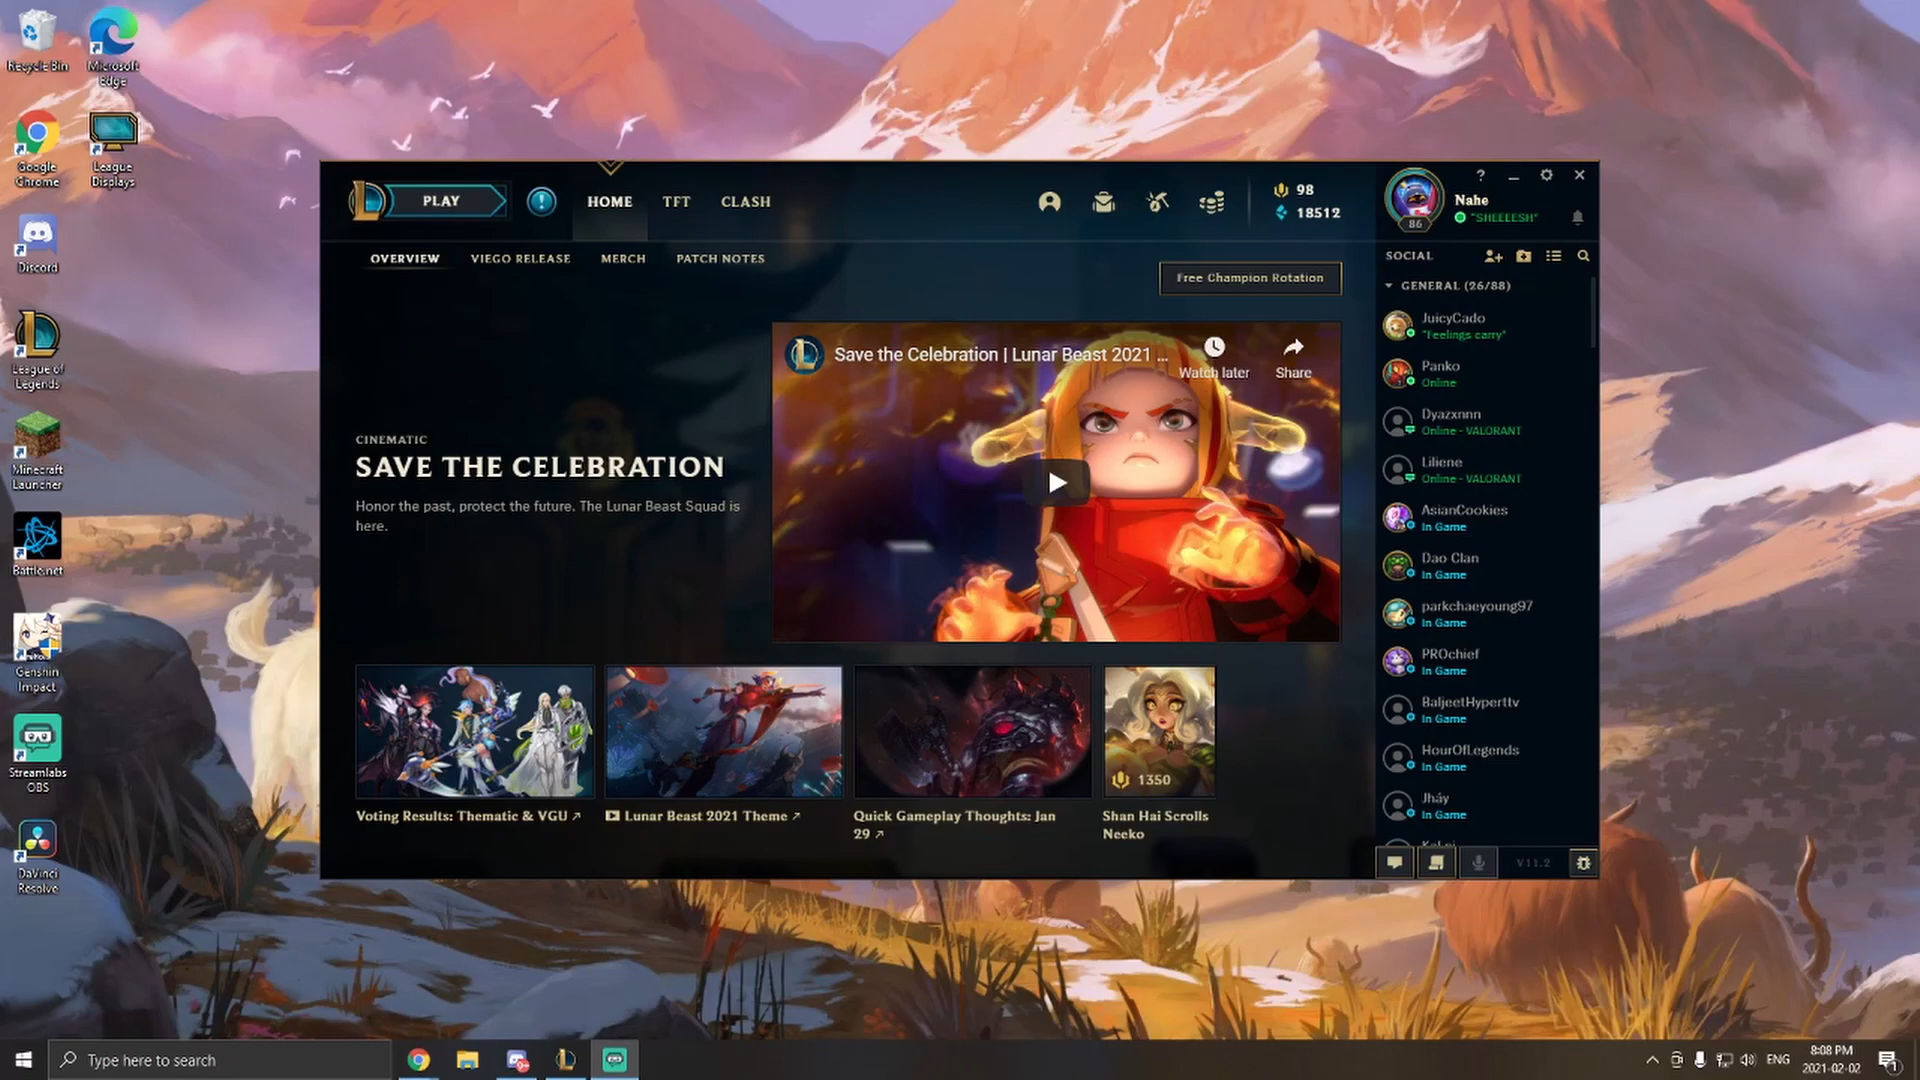 Recycle Bin
Microsoft
Edge
Google
Chrome
League
Displays
Discord
League of
Legends
Minecraft
Launcher
Battle.net
Genshin
Impact
Streamlabs
OBS
DaVinci
Resolve
PLAY
HOME
TFT
CLASH
98
18512
OVERVIEW
VIEGO RELEASE
MERCH
PATCH NOTES
Free Champion Rotation
Save the Celebration | Lunar Beast 2021 ...
Watch later
Share
CINEMATIC
SAVE THE CELEBRATION
Honor the past, protect the future. The Lunar Beast Squad is
here.
1350
Voting Results: Thematic & VGU
Lunar Beast 2021 Theme
Quick Gameplay Thoughts: Jan
29
Shan Hai Scrolls
Neeko
86
Nahe
"SHEEEESH"
SOCIAL
GENERAL (26/88)
JuicyCado
"Feelings carry"
Panko
Online
Dyazxnnn
Online - VALORANT
Liliene
Online - VALORANT
AsianCookies
In Game
Dao Clan
In Game
parkchaeyoung97
In Game
PROchief
In Game
BaljeetHyperttv
In Game
HourOfLegends
In Game
Jháy
In Game
V11.2
Type here to search
ENG
8:08 PM
2021-02-02